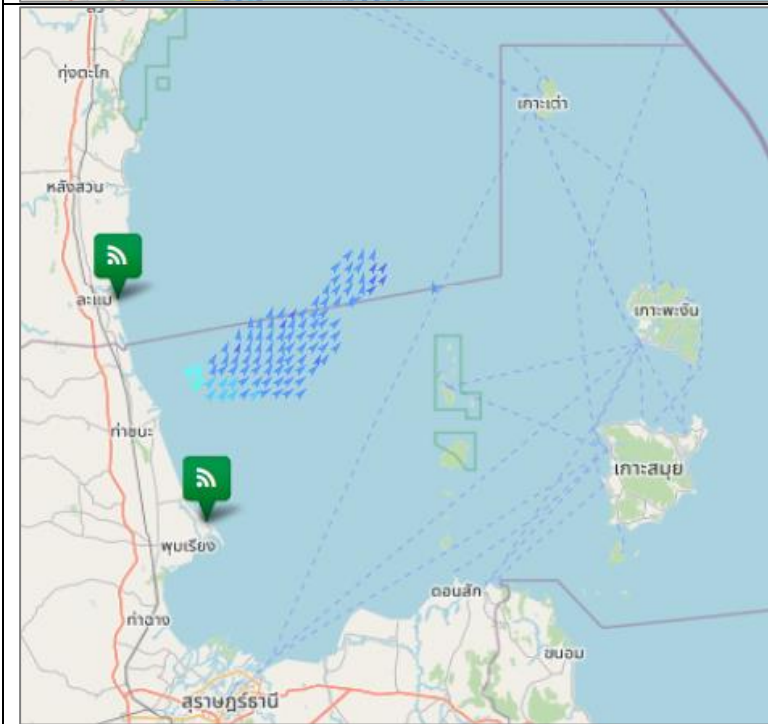 ทุ่งตะโก
เกาะเต่า
หลังสวน
ละแม
เกาะพะงัน
ท่าชนะ
เกาะสมุย
พุมเรียง
ดอนสัก
ท่าฉาง
ขนอม
สุราษฎร์ธานี